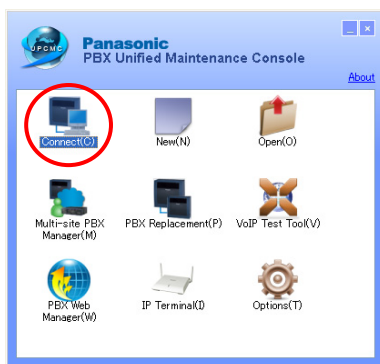 UPCMC
Panasonic
PBX Unified Maintenance Console
About
Connect(C)
New(N)
Open(O)
Multi-site PBX
Manager(M)
PBX Replacement(P)
VoIP Test Tool(V)
PBX Web
Manager(W)
IP Terminal(I)
Options(T)